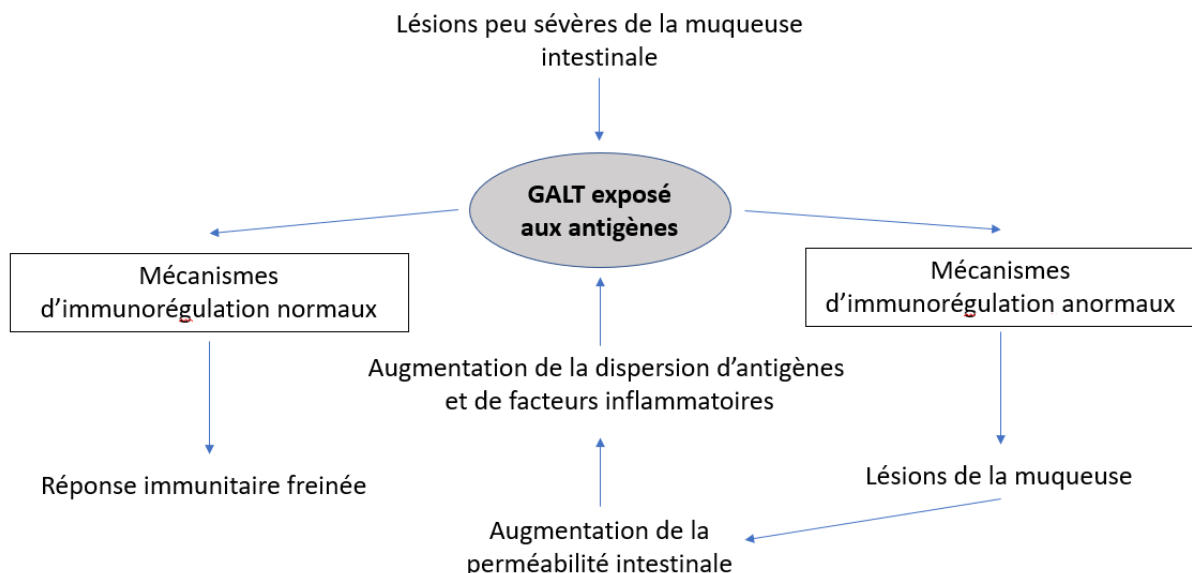 Lésions peu sévères de la muqueuse
intestinale
GALT exposé
aux antigènes
Mécanismes
d’immunorégulation normaux
Mécanismes
d’immunorégulation anormaux
Augmentation de la dispersion d’antigènes
et de facteurs inflammatoires
Réponse immunitaire freinée
Lésions de la muqueuse
Augmentation de la
perméabilité intestinale